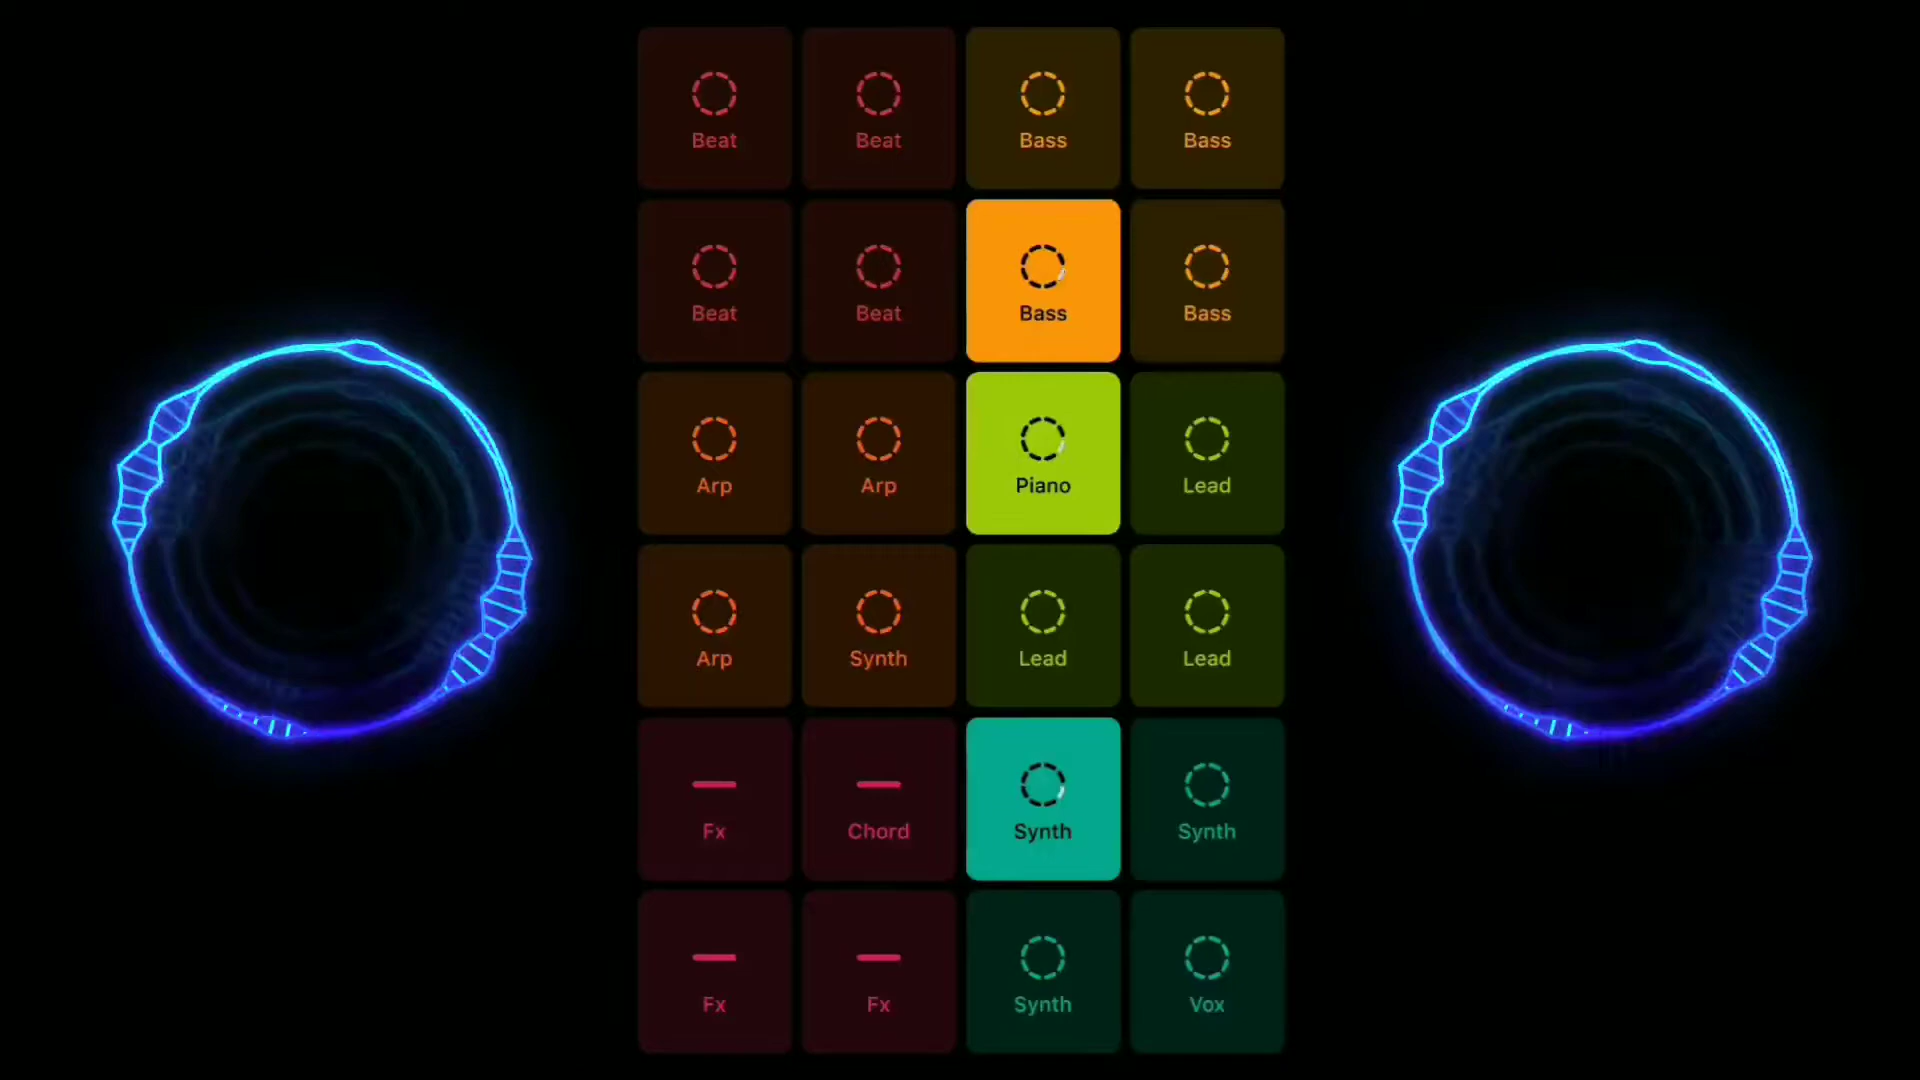 Beat Beat Bass Bass
Beat Beat Bass Bass
Arp Arp Piano Lead
Arp Synth Lead Lead
Fx Chord Synth Synth
Fx Fx Synth Vox